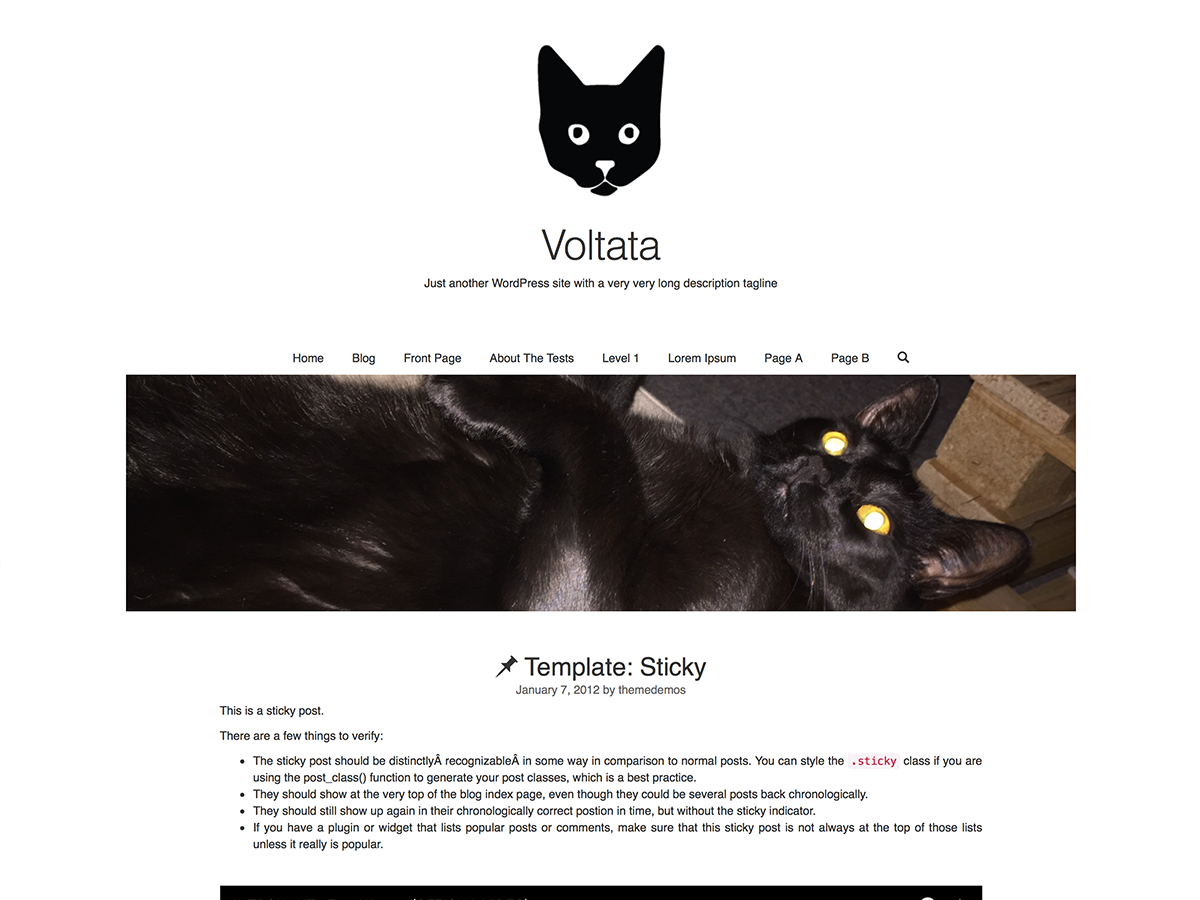 Voltata
Just another WordPress site with a very very long description tagline
Home Blog Front Page About The Tests Level 1 Lorem Ipsum Page A Page B
Template: Sticky
January 7, 2012 by themedemos
This is a sticky post.
There are a few things to verify:
• The sticky post should be distinctlyÂ recognizableÂ in some way in comparison to normal posts. You can style the .sticky class if you are
using the post_class() function to generate your post classes, which is a best practice.
• They should show at the very top of the blog index page, even though they could be several posts back chronologically.
• They should still show up again in their chronologically correct postion in time, but without the sticky indicator.
• If you have a plugin or widget that lists popular posts or comments, make sure that this sticky post is not always at the top of those lists
unless it really is popular.